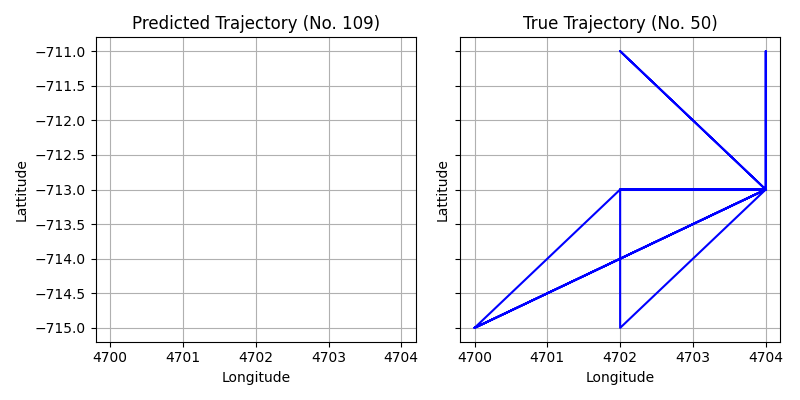 Predicted Trajectory (No. 109)
True Trajectory (No. 50)
−711.0
−711.5
−712.0
−712.5
−713.0
−713.5
−714.0
−714.5
−715.0
Lattitude
Lattitude
4700 4701 4702 4703 4704
4700 4701 4702 4703 4704
Longitude
Longitude